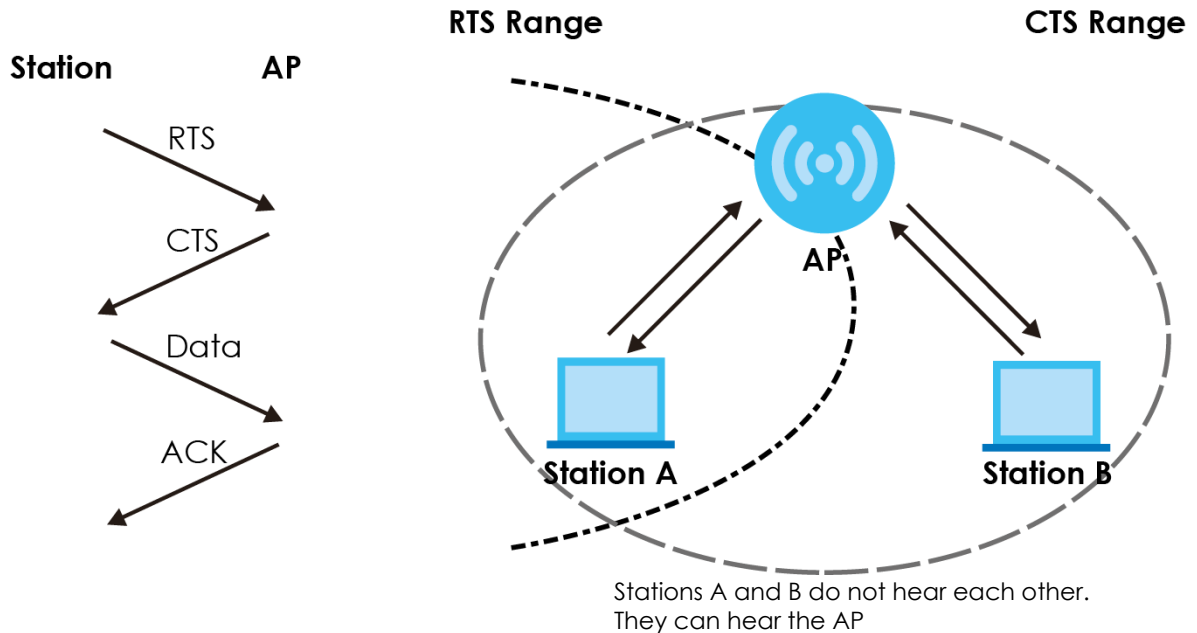 RTS Range
CTS Range
Station
AP
RTS
CTS
Data
ACK
AP
Station A
Station B
Stations A and B do not hear each other.
They can hear the AP